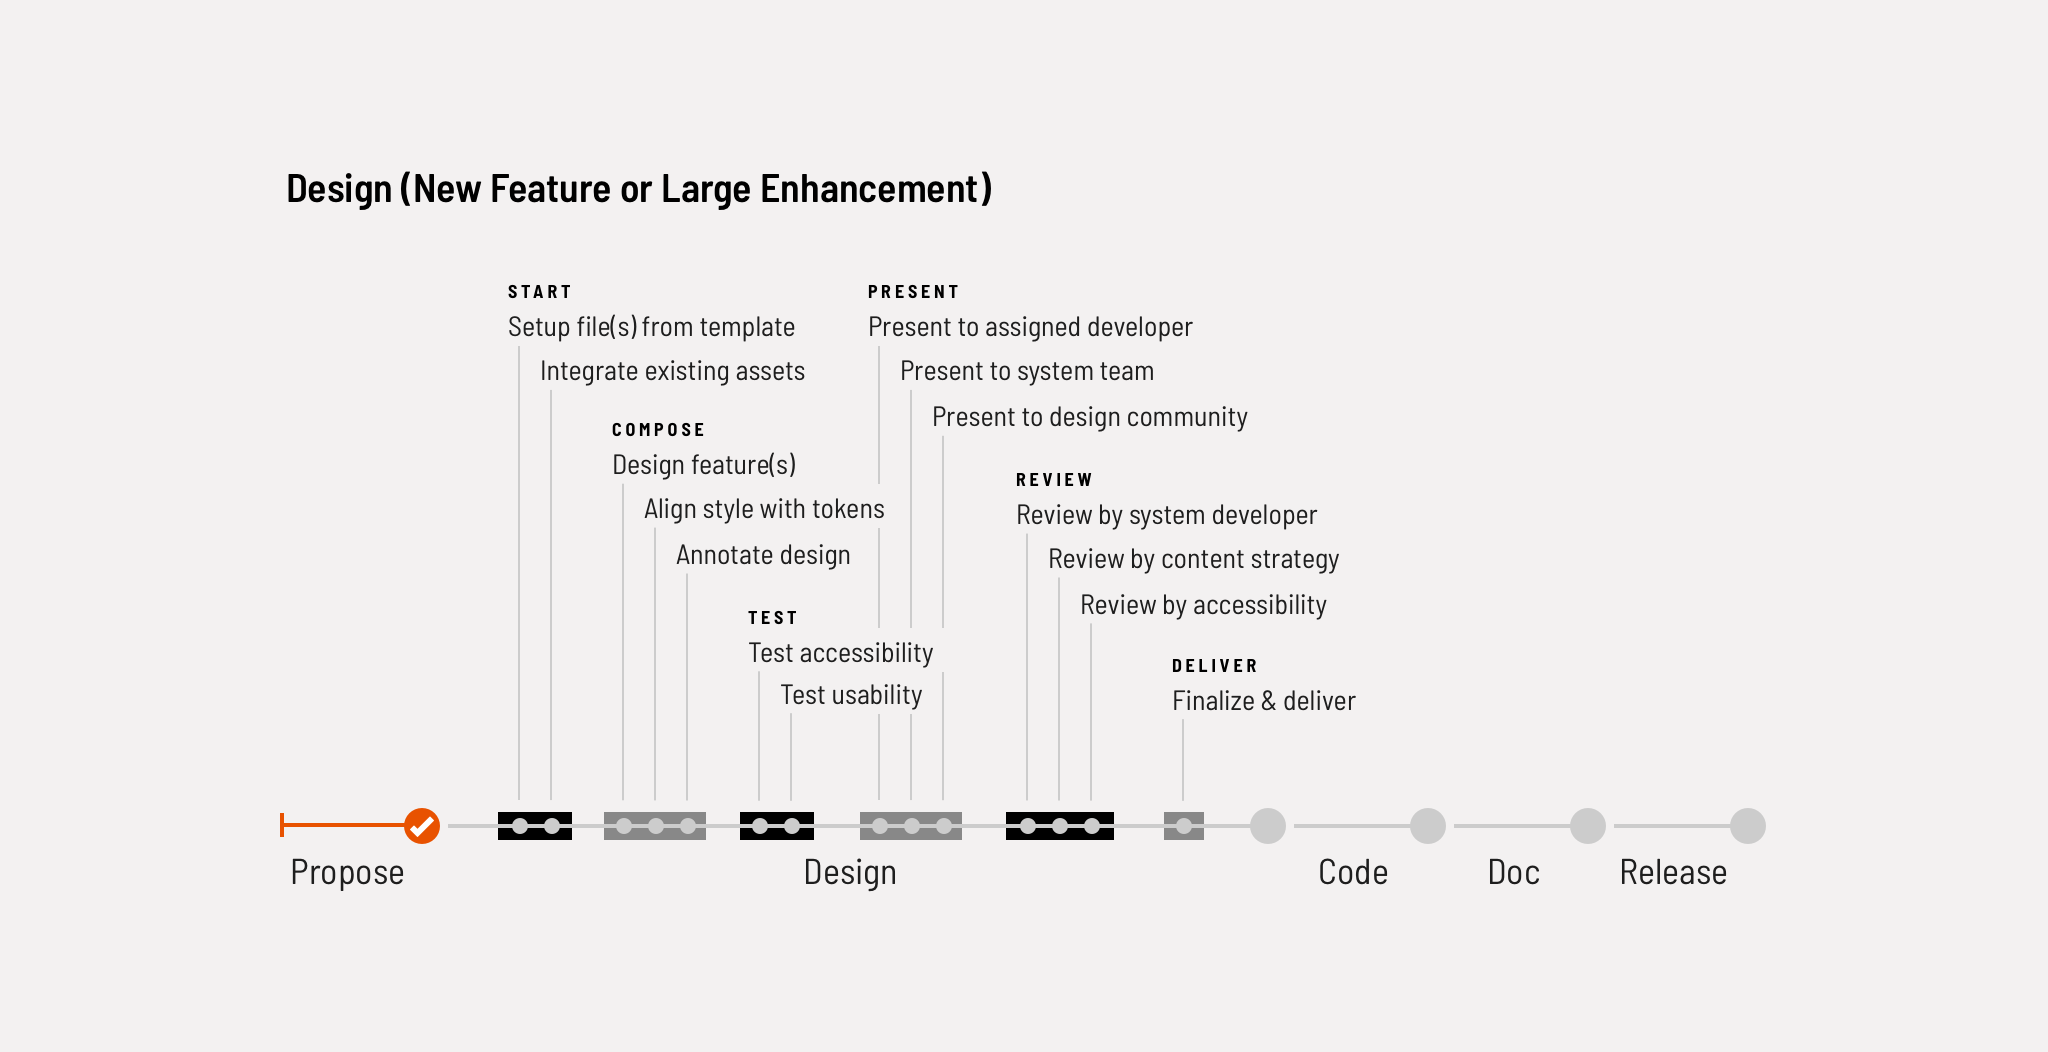 Design (New Feature or Large Enhancement)
START
Setup file(s) from template
Integrate existing assets
COMPOSE
Design feature(s)
Align style with tokens
Annotate design
TEST
Test accessibility
Test usability
PRESENT
Present to assigned developer
Present to system team
Present to design community
REVIEW
Review by system developer
Review by content strategy
Review by accessibility
DELIVER
Finalize & deliver
Propose
Design
Code
Doc
Release